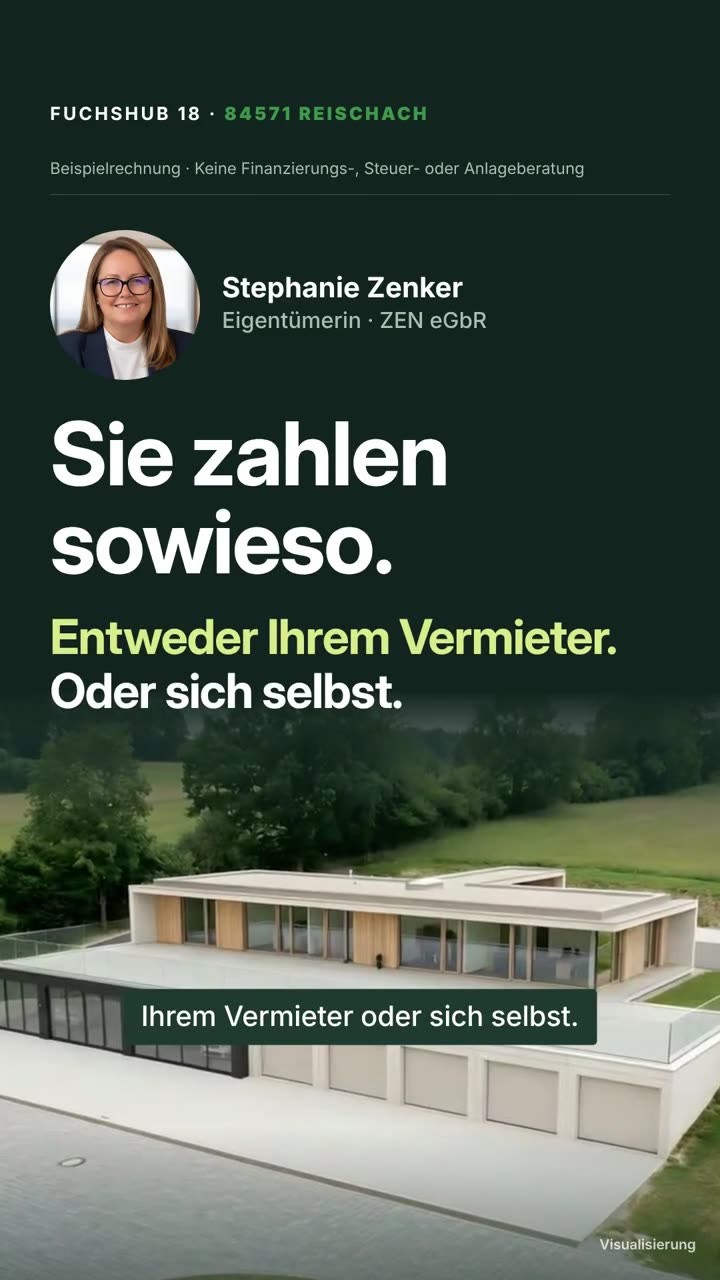 FUCHSHUB 18 · 84571 REISCHACH
Beispielrechnung · Keine Finanzierungs-, Steuer- oder Anlageberatung
Stephanie Zenker
Eigentümerin · ZEN eGbR
Sie zahlen
sowieso.
Entweder Ihrem Vermieter.
Oder sich selbst.
Ihrem Vermieter oder sich selbst.
Visualisierung